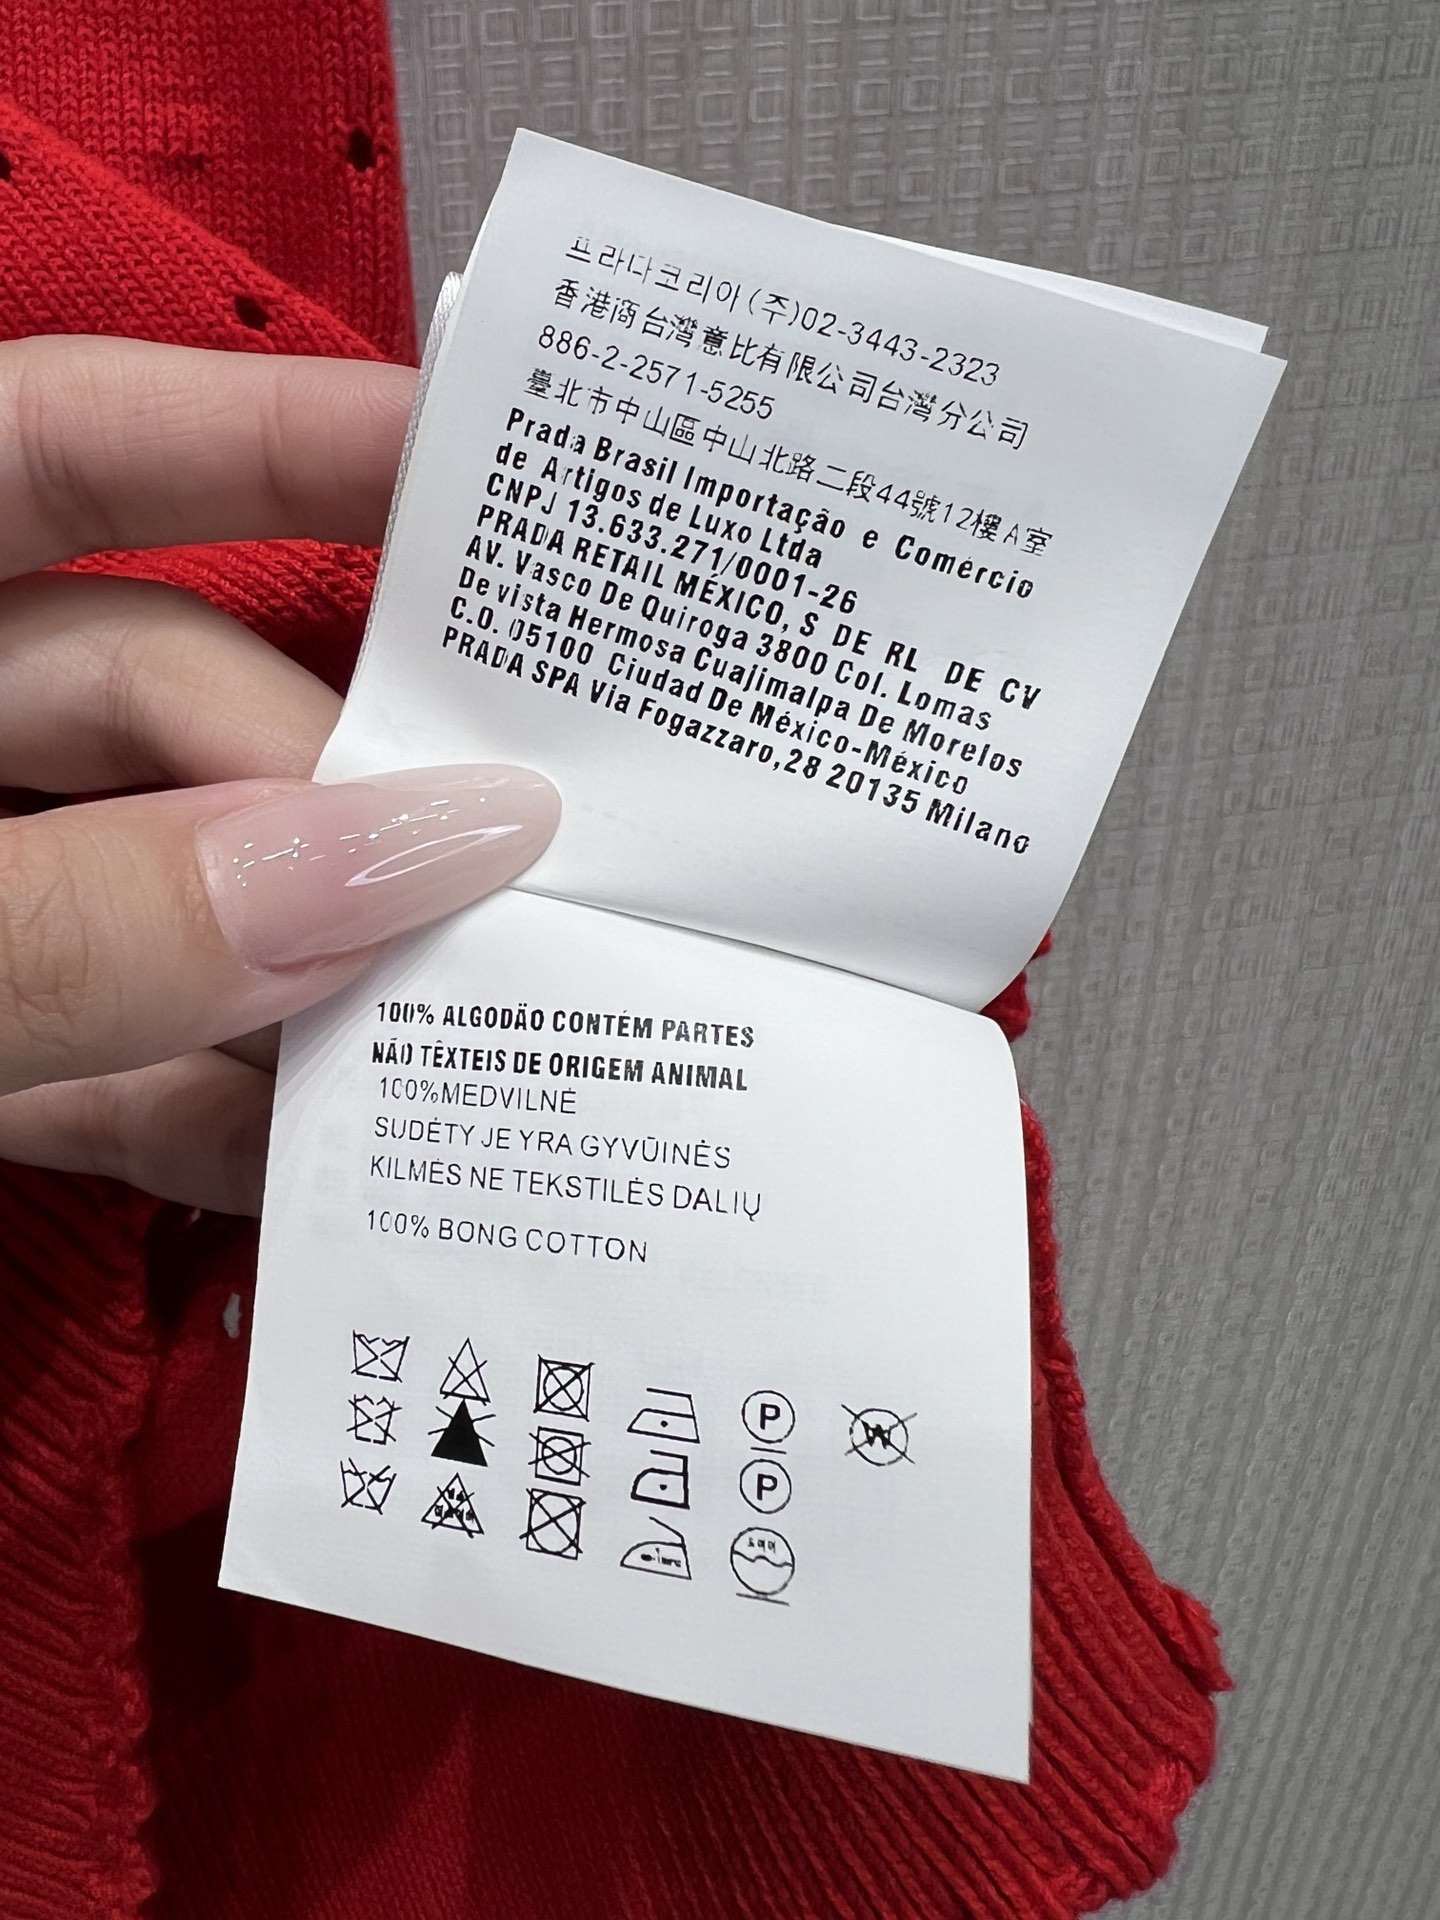 프라다코리아(주)02-3443-2323
香港商台灣意比有限公司台灣分公司
886-2-2571-5255
臺北市中山區中山北路二段44號12樓A室
Prada Brasil Importação e Comércio
de Artigos de Luxo Ltda
CNPJ 13.633.271/0001-26
PRADA RETAIL MÉXICO, S DE RL DE CV
AV. Vasco De Quiroga 3800 Col. Lomas
De vista Hermosa Cuajimalpa De Morelos
C.O. 05100 Ciudad De México-México
PRADA SPA Via Fogazzaro,28 20135 Milano
100% ALGODÄO CONTÉM PARTES
NÃO TÊXTEIS DE ORIGEM ANIMAL
100%MEDVILNĖ
SUDĖTY JE YRA GYVŪINĖS
KILMĖS NE TEKSTILĖS DALIŲ
100% BONG COTTON
P
W
P